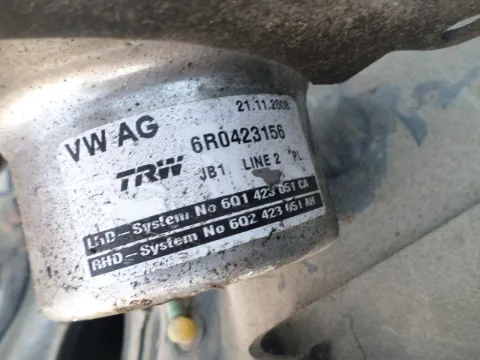 21.11.2008
VW AG 6R0423156
TRW JB1 LINE 2 PL
LHD-System No 6Q1 423 051 CA
RHD-System No 6Q2 423 051 AH